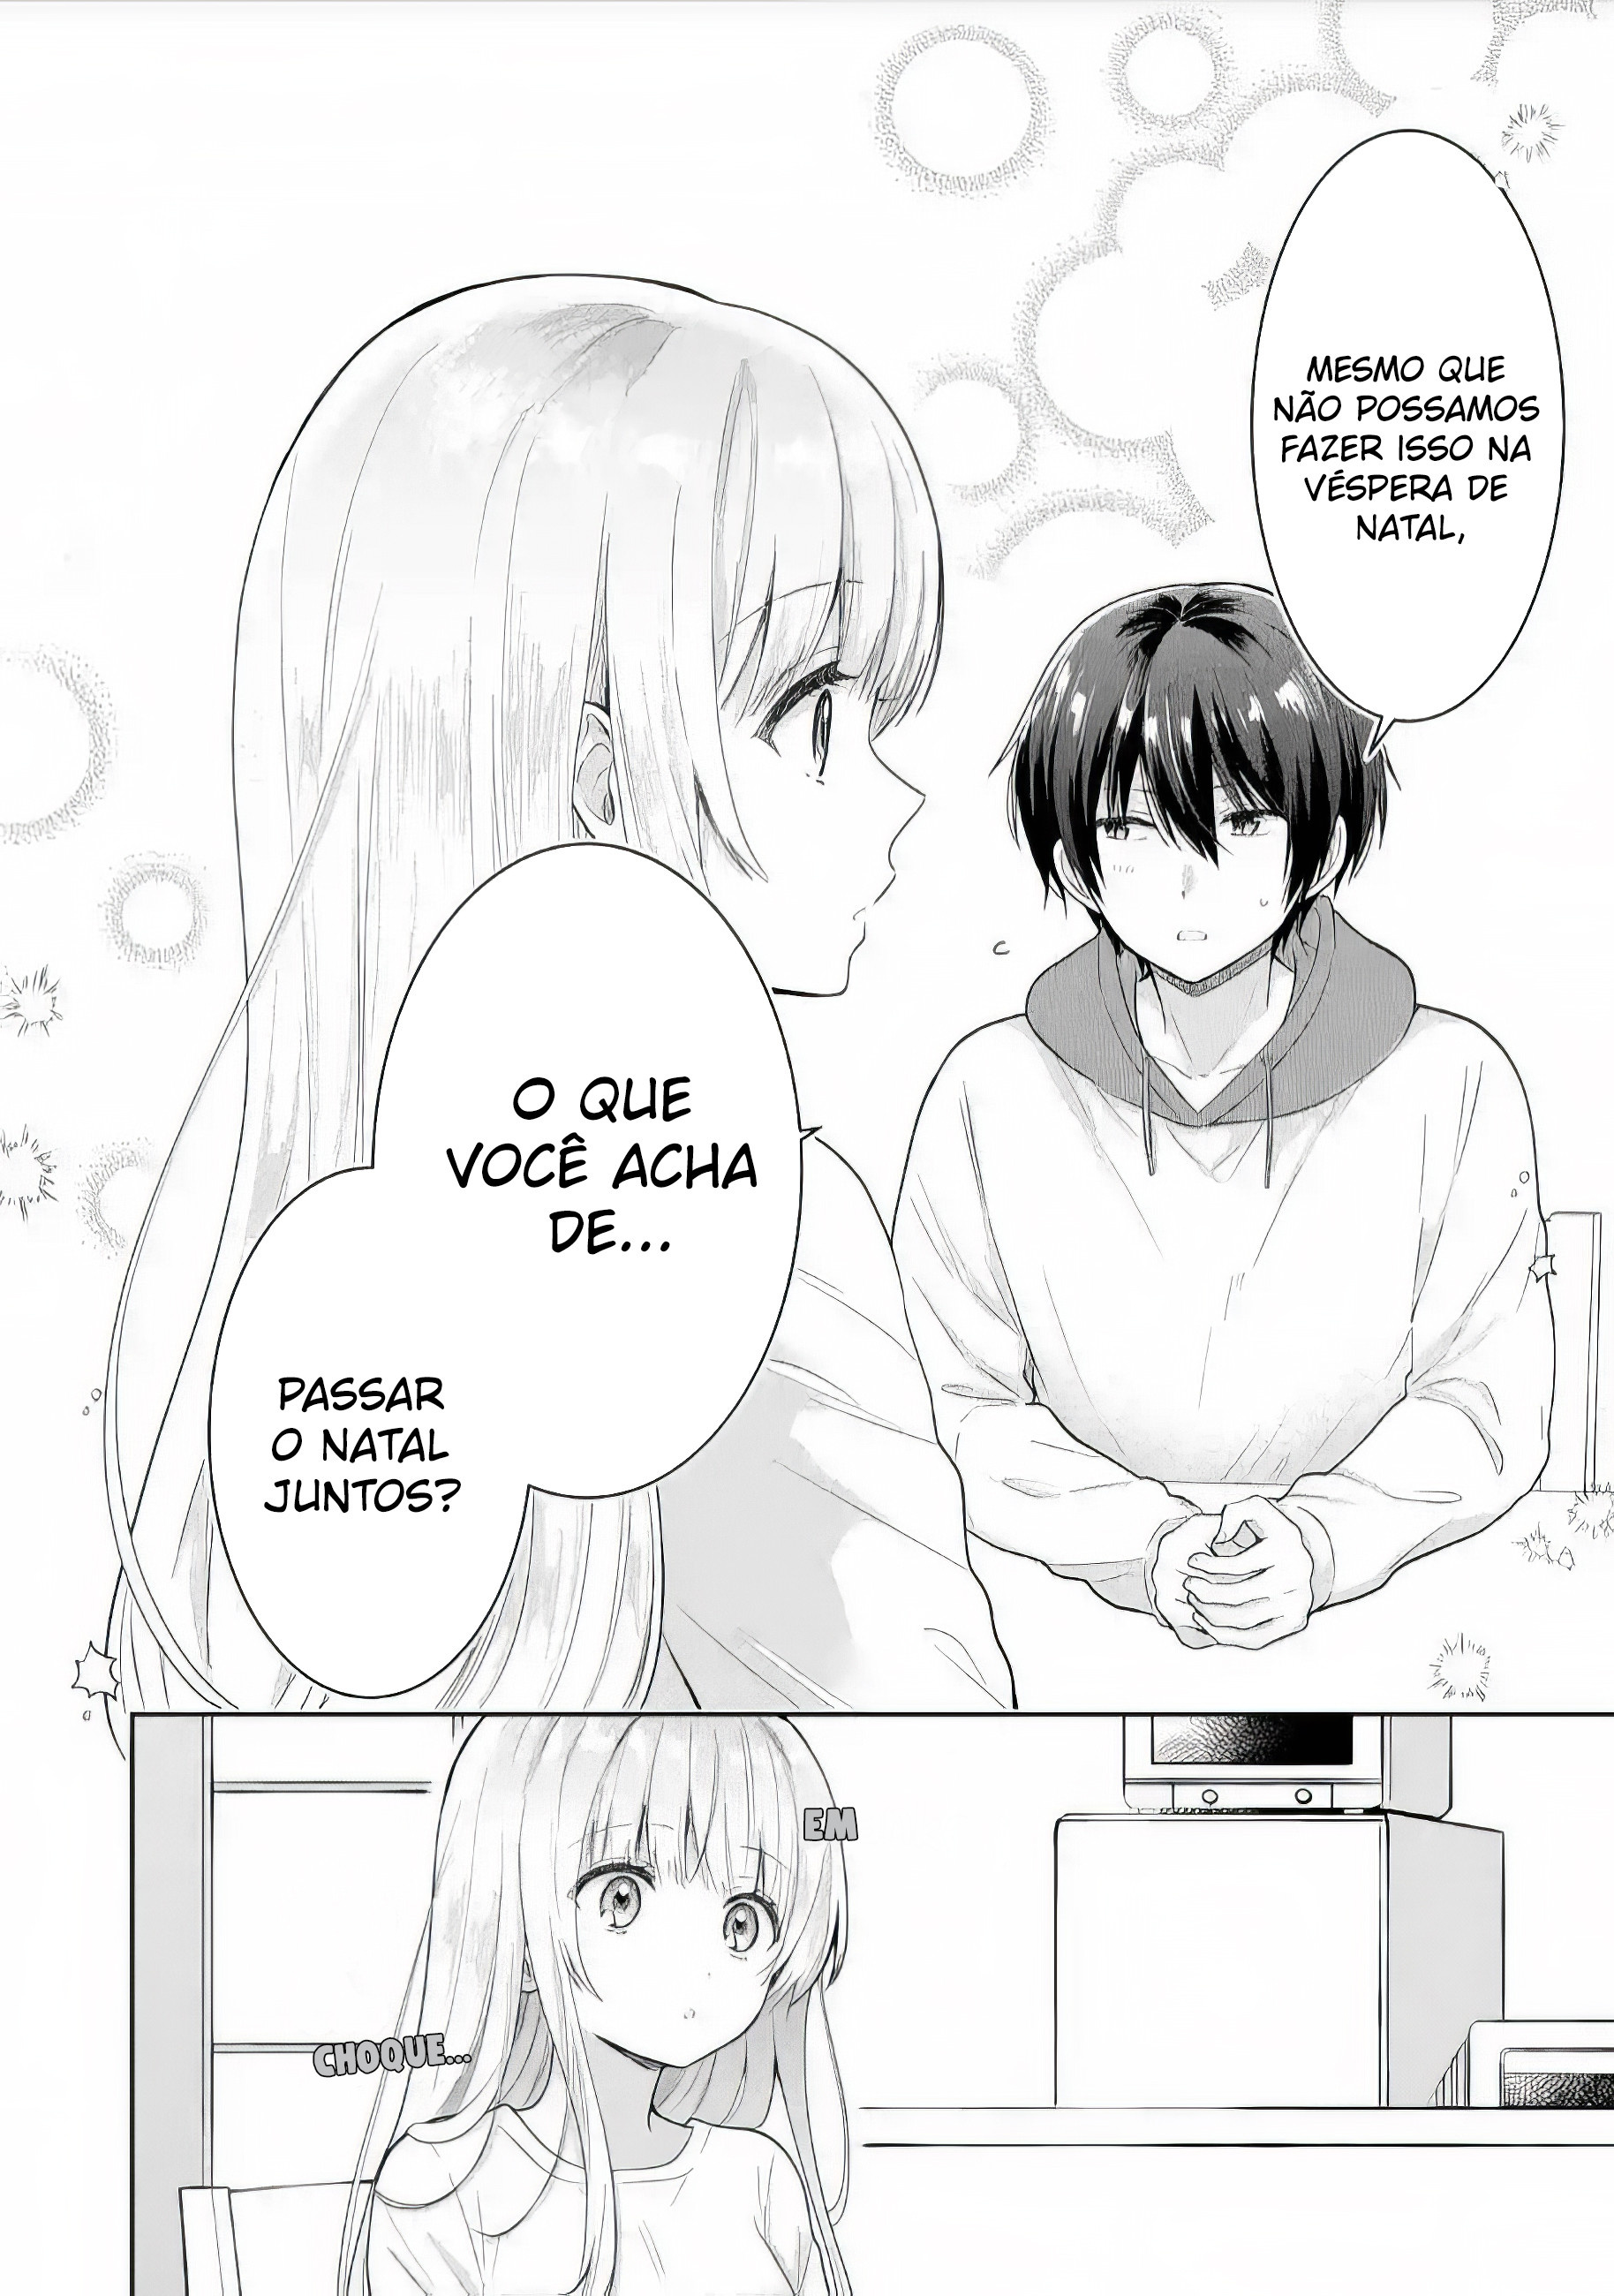 MESMO QUE
NÃO POSSAMOS
FAZER ISSO NA
VÉSPERA DE
NATAL,
O QUE
VOCÊ ACHA
DE...
PASSAR
O NATAL
JUNTOS?
EM
CHOQUE...